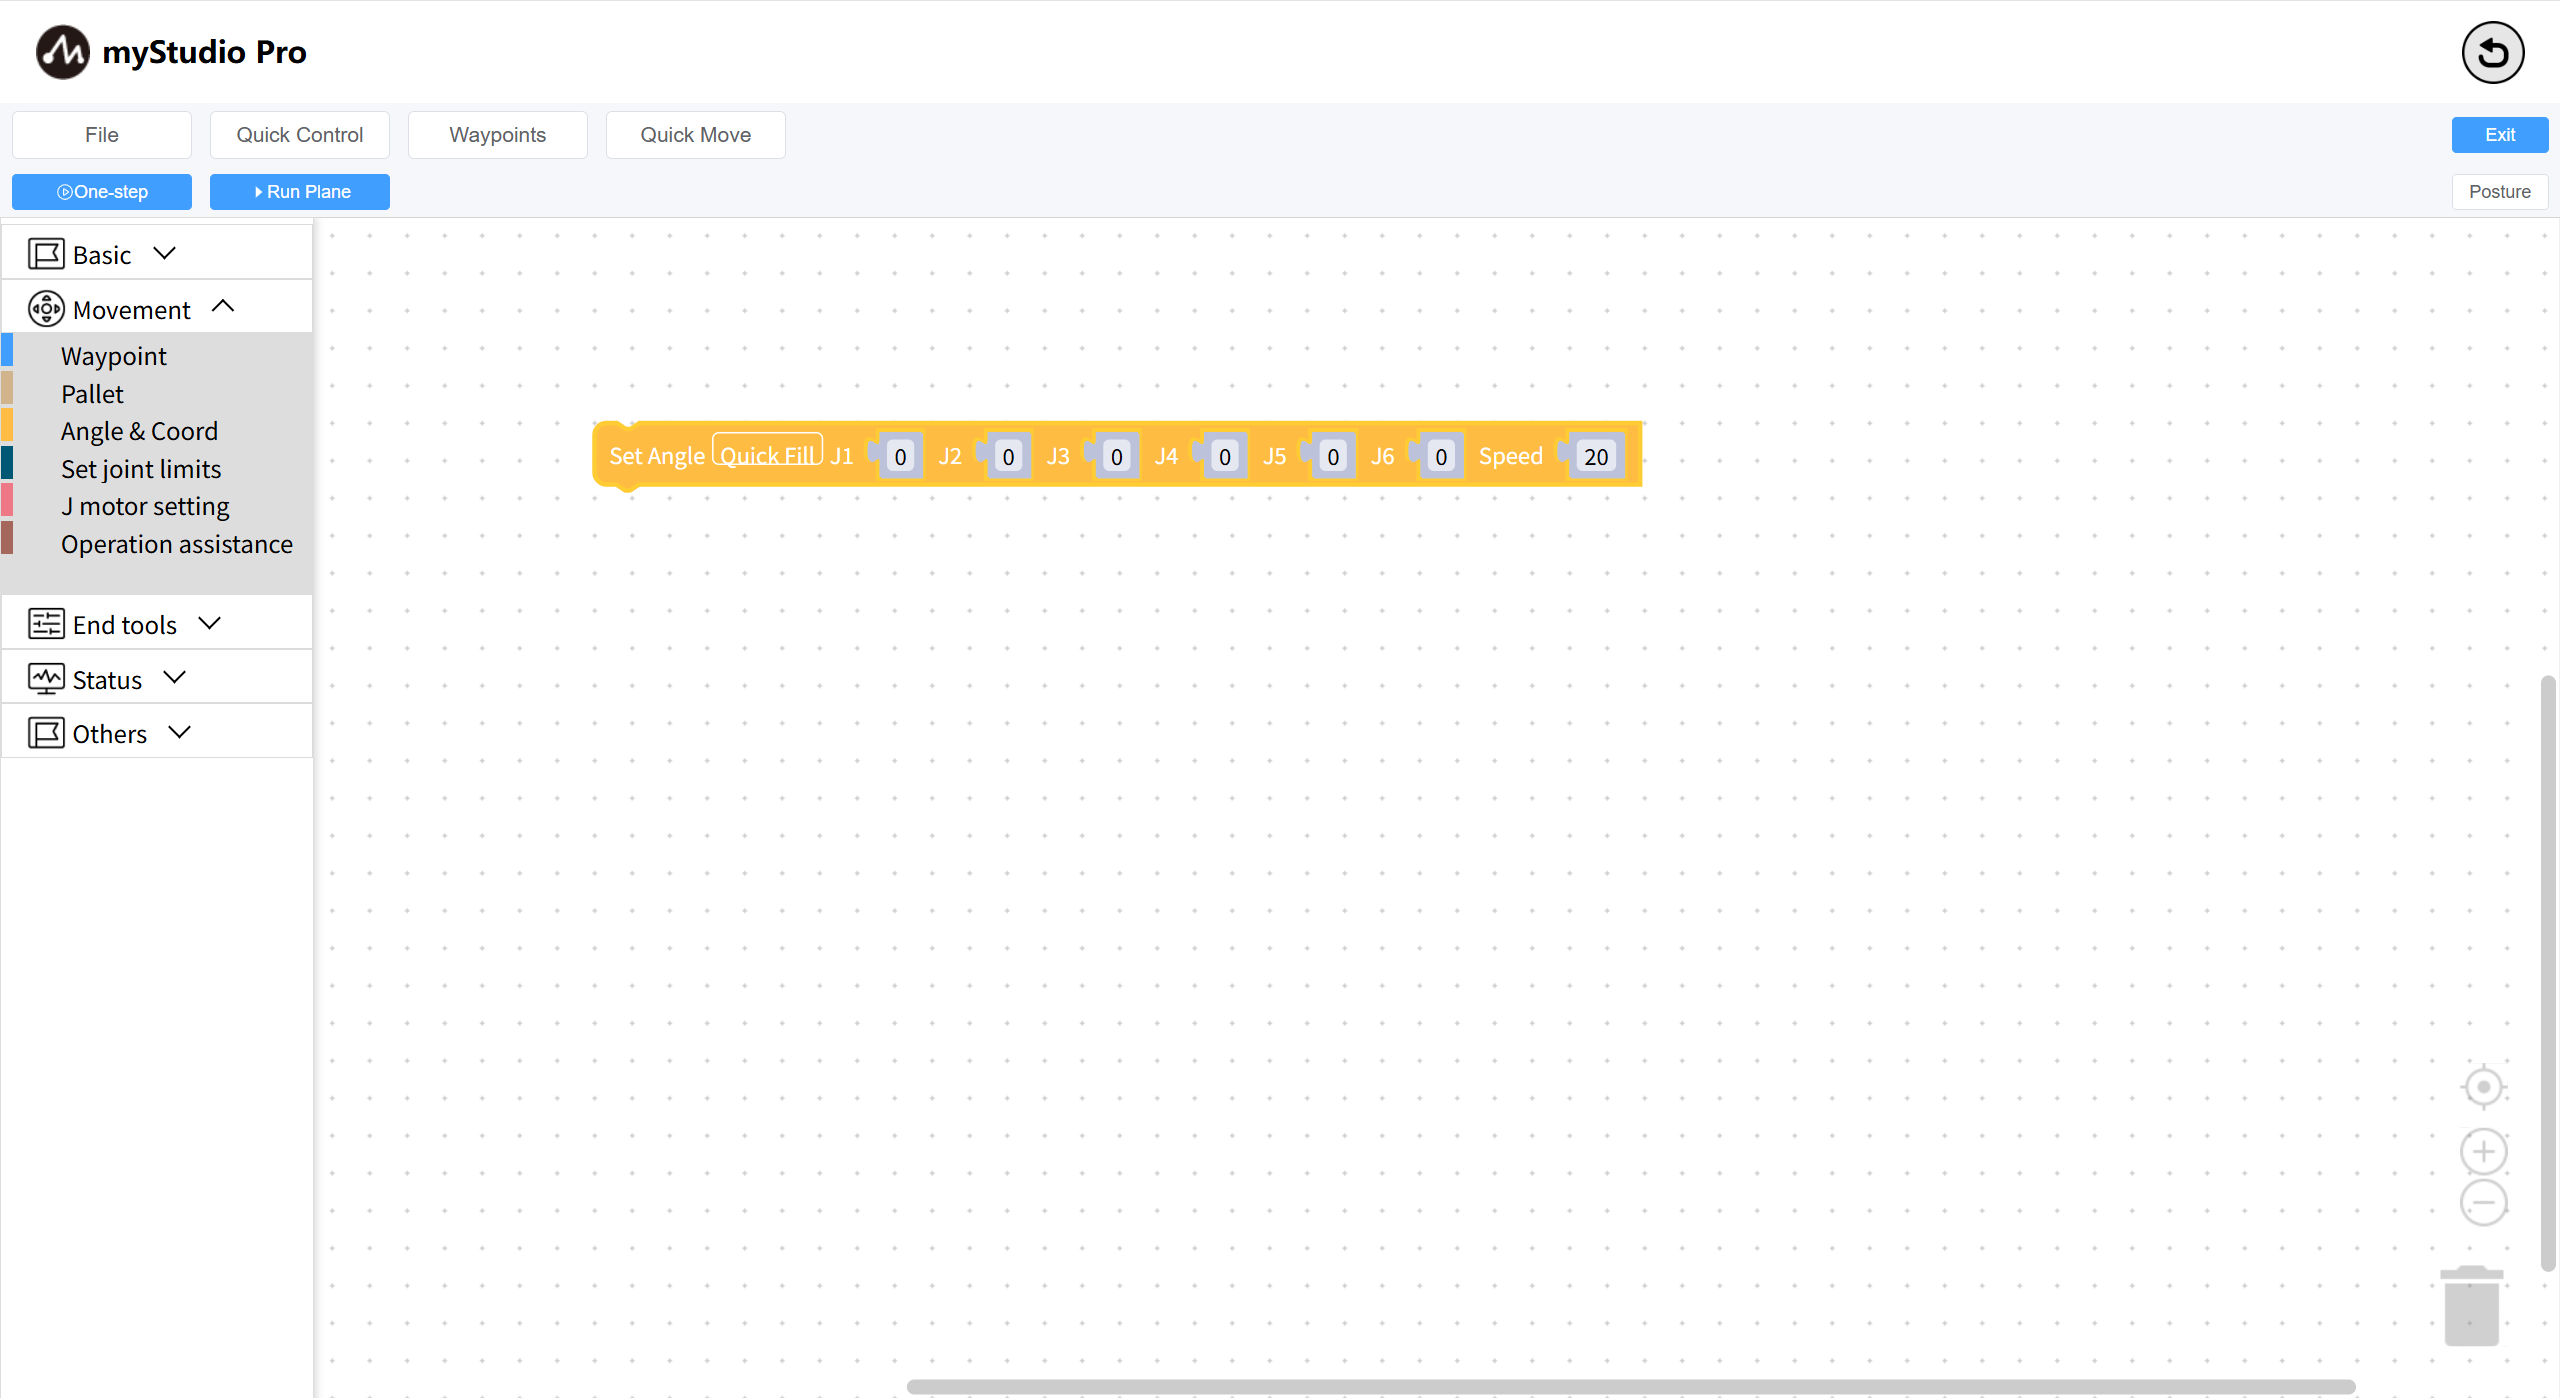 myStudio Pro
File Quick Control Waypoints Quick Move Exit
One-step Run Plane Posture
Basic
Movement
Waypoint
Pallet
Angle & Coord
Set joint limits
J motor setting
Operation assistance
End tools
Status
Others
Set Angle Quick Fill J1 0 J2 0 J3 0 J4 0 J5 0 J6 0 Speed 20